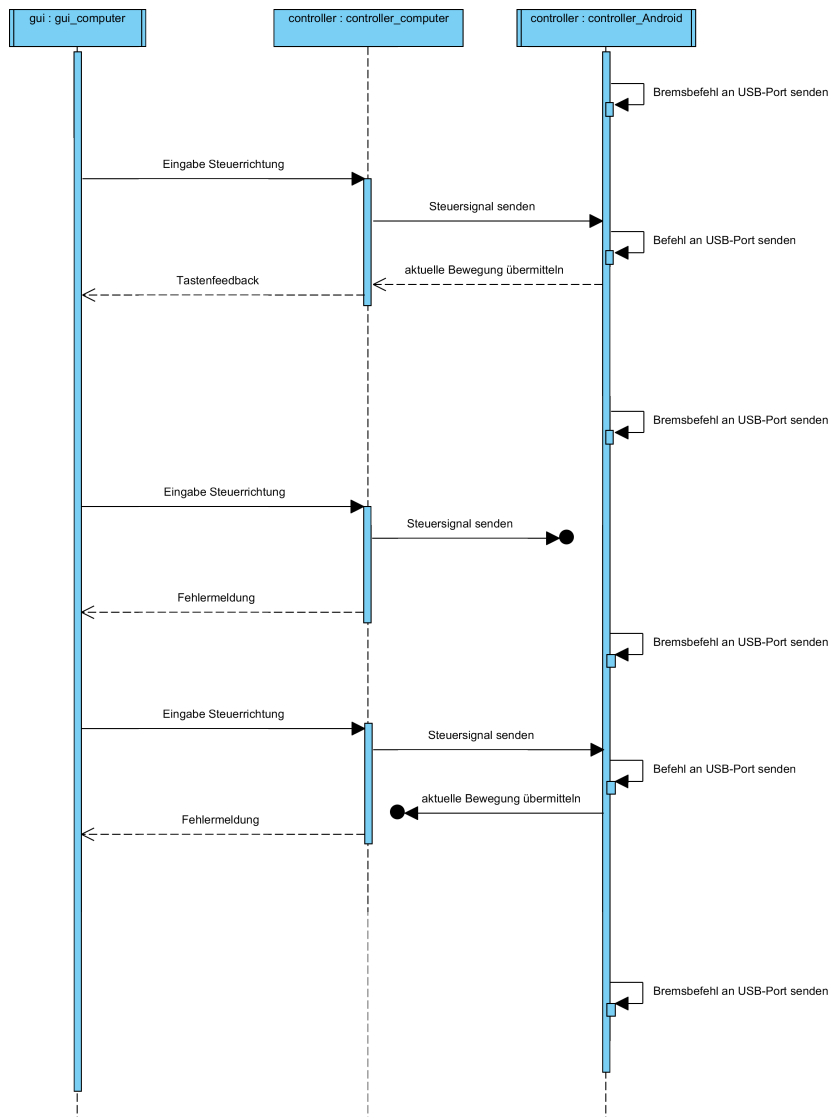 gui : gui_computer
controller : controller_computer
controller : controller_Android
Bremsbefehl an USB-Port senden
Eingabe Steuerrichtung
Steuersignal senden
Befehl an USB-Port senden
aktuelle Bewegung übermitteln
Tastenfeedback
Bremsbefehl an USB-Port senden
Eingabe Steuerrichtung
Steuersignal senden
Fehlermeldung
Bremsbefehl an USB-Port senden
Eingabe Steuerrichtung
Steuersignal senden
Befehl an USB-Port senden
aktuelle Bewegung übermitteln
Fehlermeldung
Bremsbefehl an USB-Port senden